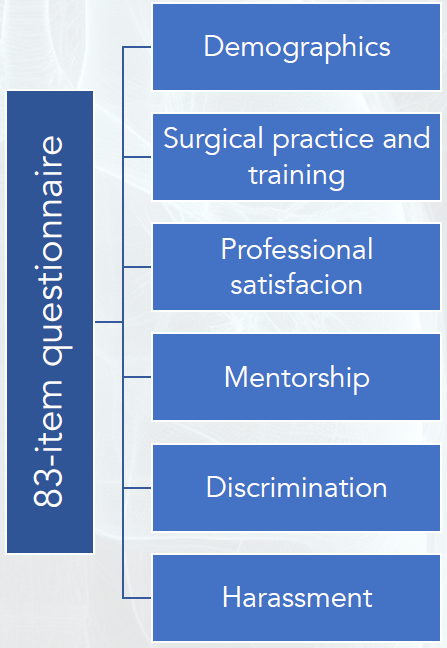 83-item questionnaire
Demographics
Surgical practice and
training
Professional
satisfacion
Mentorship
Discrimination
Harassment